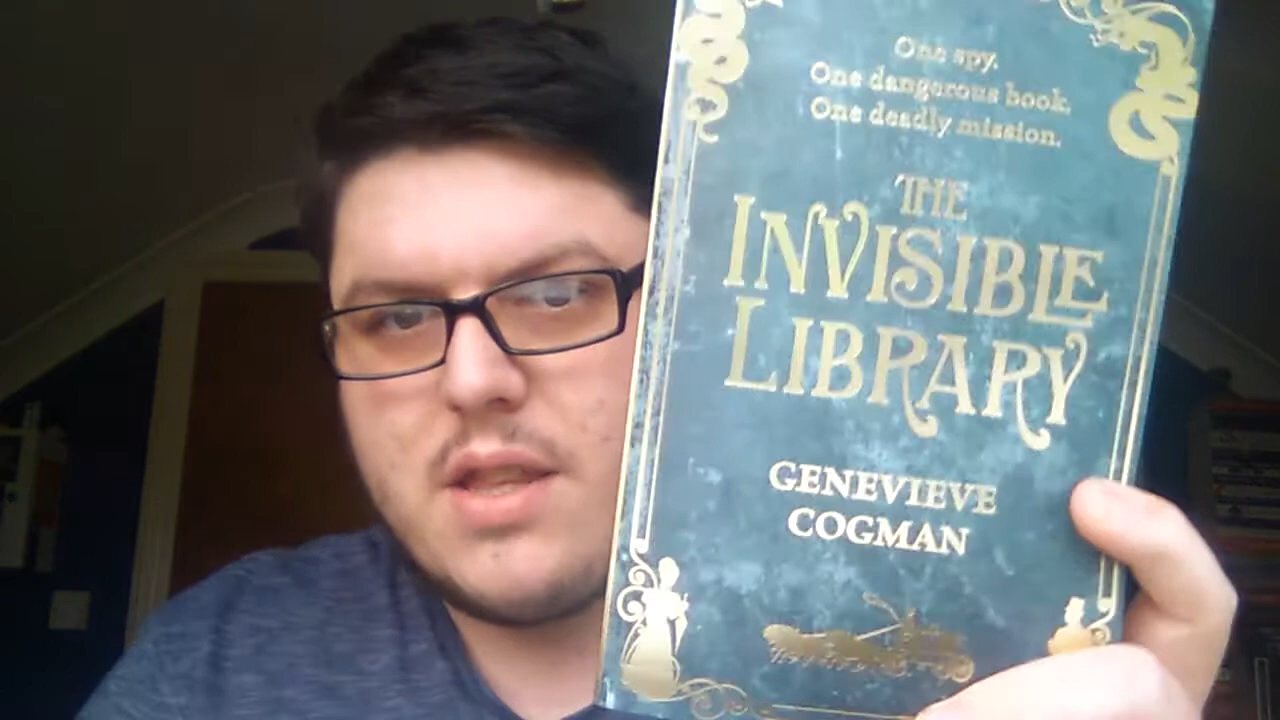 One spy.
One dangerous book.
One deadly mission.
THE
INVISIBLE
LIBRARY
GENEVIEVE
COGMAN